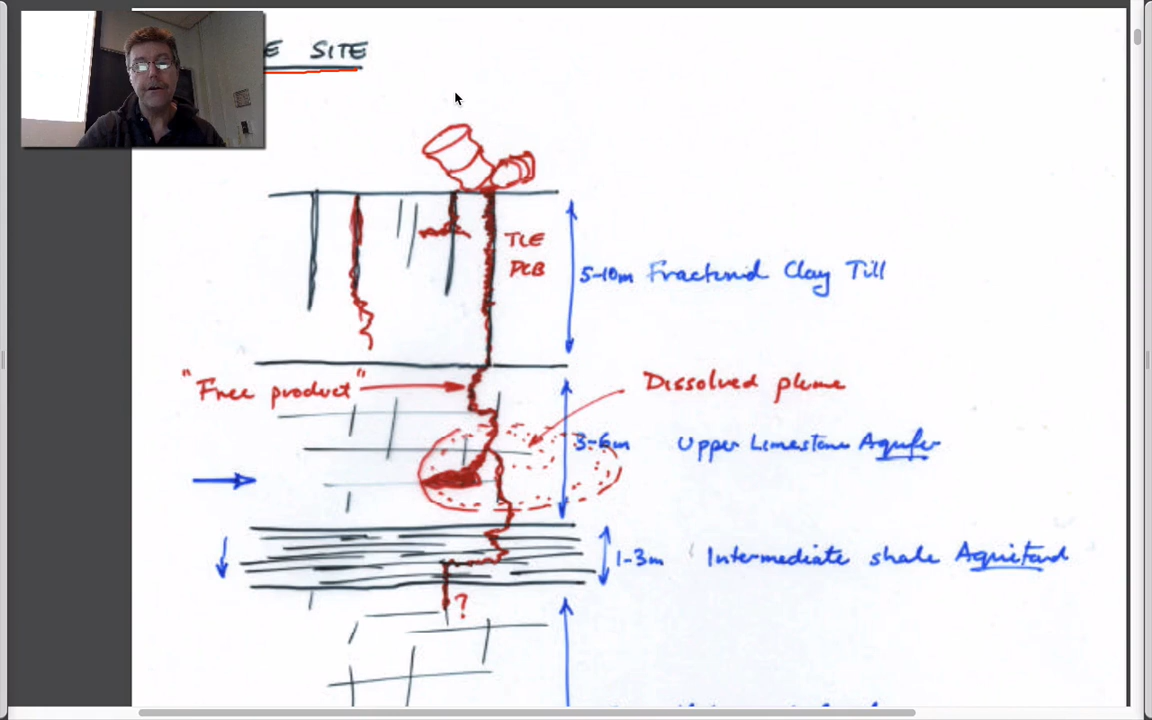 E SITE
TCE
PCB
5-10m Fractured Clay Till
"Free product"
Dissolved plume
3-6m Upper Limestone Aquifer
1-3m Intermediate shale Aquitard
?